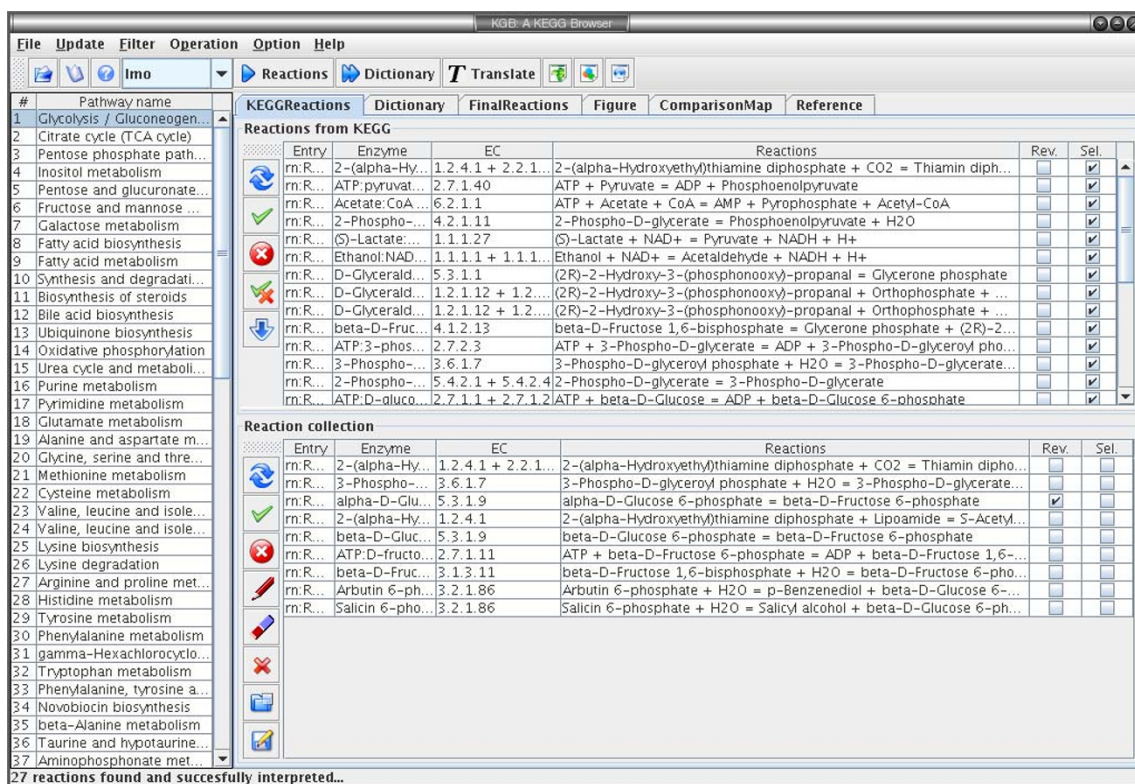 KGB: A KEGG Browser
File Update Filter Operation Option Help
lmo Reactions Dictionary T Translate
# Pathway name
1 Glycolysis / Gluconeogen...
2 Citrate cycle (TCA cycle)
3 Pentose phosphate path...
4 Inositol metabolism
5 Pentose and glucuronate...
6 Fructose and mannose ...
7 Galactose metabolism
8 Fatty acid biosynthesis
9 Fatty acid metabolism
10 Synthesis and degradati...
11 Biosynthesis of steroids
12 Bile acid biosynthesis
13 Ubiquinone biosynthesis
14 Oxidative phosphorylation
15 Urea cycle and metaboli...
16 Purine metabolism
17 Pyrimidine metabolism
18 Glutamate metabolism
19 Alanine and aspartate m...
20 Glycine, serine and thre...
21 Methionine metabolism
22 Cysteine metabolism
23 Valine, leucine and isole...
24 Valine, leucine and isole...
25 Lysine biosynthesis
26 Lysine degradation
27 Arginine and proline met...
28 Histidine metabolism
29 Tyrosine metabolism
30 Phenylalanine metabolism
31 gamma-Hexachlorocyclo...
32 Tryptophan metabolism
33 Phenylalanine, tyrosine a...
34 Novobiocin biosynthesis
35 beta-Alanine metabolism
36 Taurine and hypotaurine...
37 Aminophosphonate met...
KEGGReactions Dictionary FinalReactions Figure ComparisonMap Reference
Reactions from KEGG
Entry Enzyme EC Reactions Rev. Sel.
rn:R... 2-(alpha-Hy... 1.2.4.1 + 2.2.1... 2-(alpha-Hydroxyethyl)thiamine diphosphate + CO2 = Thiamin diph...
rn:R... ATP:pyruvat... 2.7.1.40 ATP + Pyruvate = ADP + Phosphoenolpyruvate
rn:R... Acetate:CoA ... 6.2.1.1 ATP + Acetate + CoA = AMP + Pyrophosphate + Acetyl-CoA
rn:R... 2-Phospho-... 4.2.1.11 2-Phospho-D-glycerate = Phosphoenolpyruvate + H2O
rn:R... (S)-Lactate:... 1.1.1.27 (S)-Lactate + NAD+ = Pyruvate + NADH + H+
rn:R... Ethanol:NAD... 1.1.1.1 + 1.1.1... Ethanol + NAD+ = Acetaldehyde + NADH + H+
rn:R... D-Glycerald... 5.3.1.1 (2R)-2-Hydroxy-3-(phosphonooxy)-propanal = Glycerone phosphate
rn:R... D-Glycerald... 1.2.1.12 + 1.2.... (2R)-2-Hydroxy-3-(phosphonooxy)-propanal + Orthophosphate + ...
rn:R... D-Glycerald... 1.2.1.12 + 1.2.... (2R)-2-Hydroxy-3-(phosphonooxy)-propanal + Orthophosphate + ...
rn:R... beta-D-Fruc... 4.1.2.13 beta-D-Fructose 1,6-bisphosphate = Glycerone phosphate + (2R)-2...
rn:R... ATP:3-phos... 2.7.2.3 ATP + 3-Phospho-D-glycerate = ADP + 3-Phospho-D-glyceroyl pho...
rn:R... 3-Phospho-... 3.6.1.7 3-Phospho-D-glyceroyl phosphate + H2O = 3-Phospho-D-glycerate...
rn:R... 2-Phospho-... 5.4.2.1 + 5.4.2.4 2-Phospho-D-glycerate = 3-Phospho-D-glycerate
rn:R... ATP:D-gluco... 2.7.1.1 + 2.7.1.2 ATP + beta-D-Glucose = ADP + beta-D-Glucose 6-phosphate
Reaction collection
Entry Enzyme EC Reactions Rev. Sel.
rn:R... 2-(alpha-Hy... 1.2.4.1 + 2.2.1... 2-(alpha-Hydroxyethyl)thiamine diphosphate + CO2 = Thiamin dipho...
rn:R... 3-Phospho-... 3.6.1.7 3-Phospho-D-glyceroyl phosphate + H2O = 3-Phospho-D-glycerate...
rn:R... alpha-D-Glu... 5.3.1.9 alpha-D-Glucose 6-phosphate = beta-D-Fructose 6-phosphate
rn:R... 2-(alpha-Hy... 1.2.4.1 2-(alpha-Hydroxyethyl)thiamine diphosphate + Lipoamide = S-Acetyl...
rn:R... beta-D-Gluc... 5.3.1.9 beta-D-Glucose 6-phosphate = beta-D-Fructose 6-phosphate
rn:R... ATP:D-fructo... 2.7.1.11 ATP + beta-D-Fructose 6-phosphate = ADP + beta-D-Fructose 1,6-...
rn:R... beta-D-Fruc... 3.1.3.11 beta-D-Fructose 1,6-bisphosphate + H2O = beta-D-Fructose 6-pho...
rn:R... Arbutin 6-ph... 3.2.1.86 Arbutin 6-phosphate + H2O = p-Benzenediol + beta-D-Glucose 6-...
rn:R... Salicin 6-pho... 3.2.1.86 Salicin 6-phosphate + H2O = Salicyl alcohol + beta-D-Glucose 6-ph...
27 reactions found and succesfully interpreted...